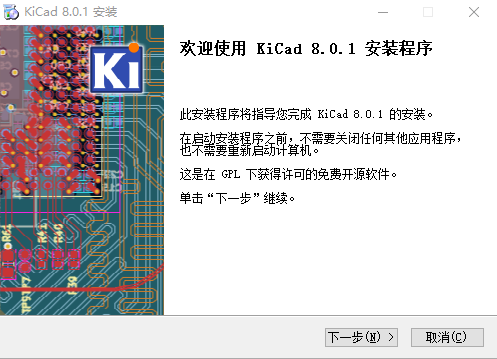 KiCad 8.0.1 安装
Ki
欢迎使用 KiCad 8.0.1 安装程序
此安装程序将指导您完成 KiCad 8.0.1 的安装。
在启动安装程序之前，不需要关闭任何其他应用程序，
也不需要重新启动计算机。
这是在 GPL 下获得许可的免费开源软件。
单击“下一步”继续。
R64
R41
R40
下一步(N) >
取消(C)